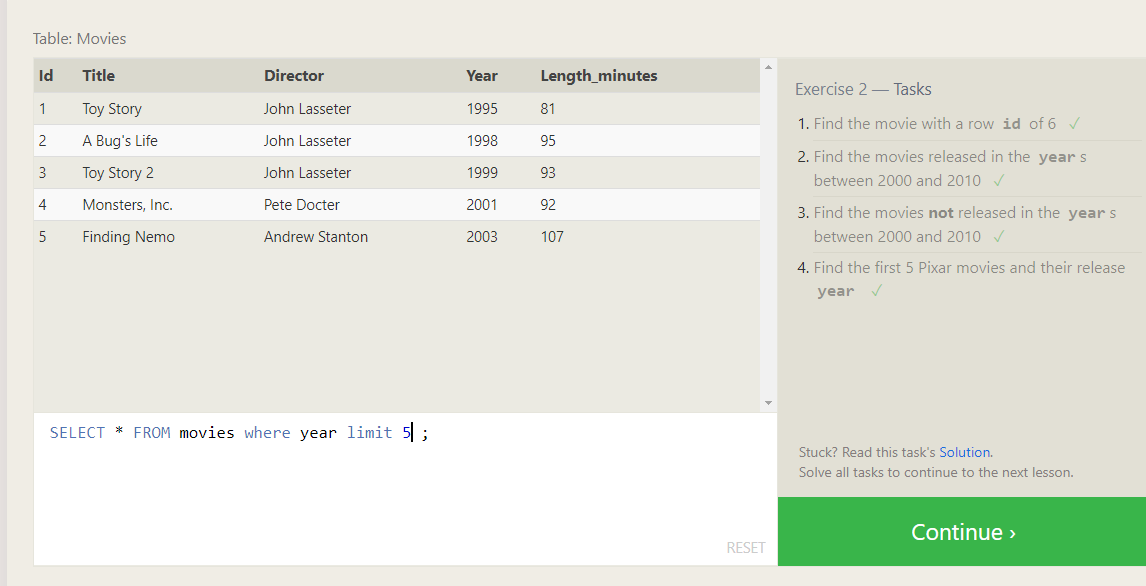 Table: Movies
Id Title Director Year Length_minutes
1 Toy Story John Lasseter 1995 81
2 A Bug's Life John Lasseter 1998 95
3 Toy Story 2 John Lasseter 1999 93
4 Monsters, Inc. Pete Docter 2001 92
5 Finding Nemo Andrew Stanton 2003 107
SELECT * FROM movies where year limit 5 ;
RESET
Exercise 2 — Tasks
1. Find the movie with a row id of 6 ✓
2. Find the movies released in the year s
between 2000 and 2010 ✓
3. Find the movies not released in the year s
between 2000 and 2010 ✓
4. Find the first 5 Pixar movies and their release
year ✓
Stuck? Read this task's Solution.
Solve all tasks to continue to the next lesson.
Continue ›